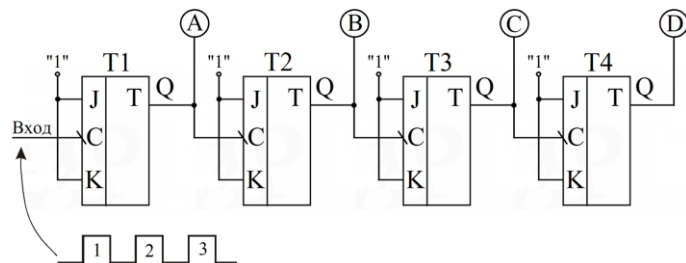 A B C D
T1 T2 T3 T4
"1" "1" "1" "1"
J T Q J T Q J T Q J T Q
Вход C C C C
K K K K
1 2 3